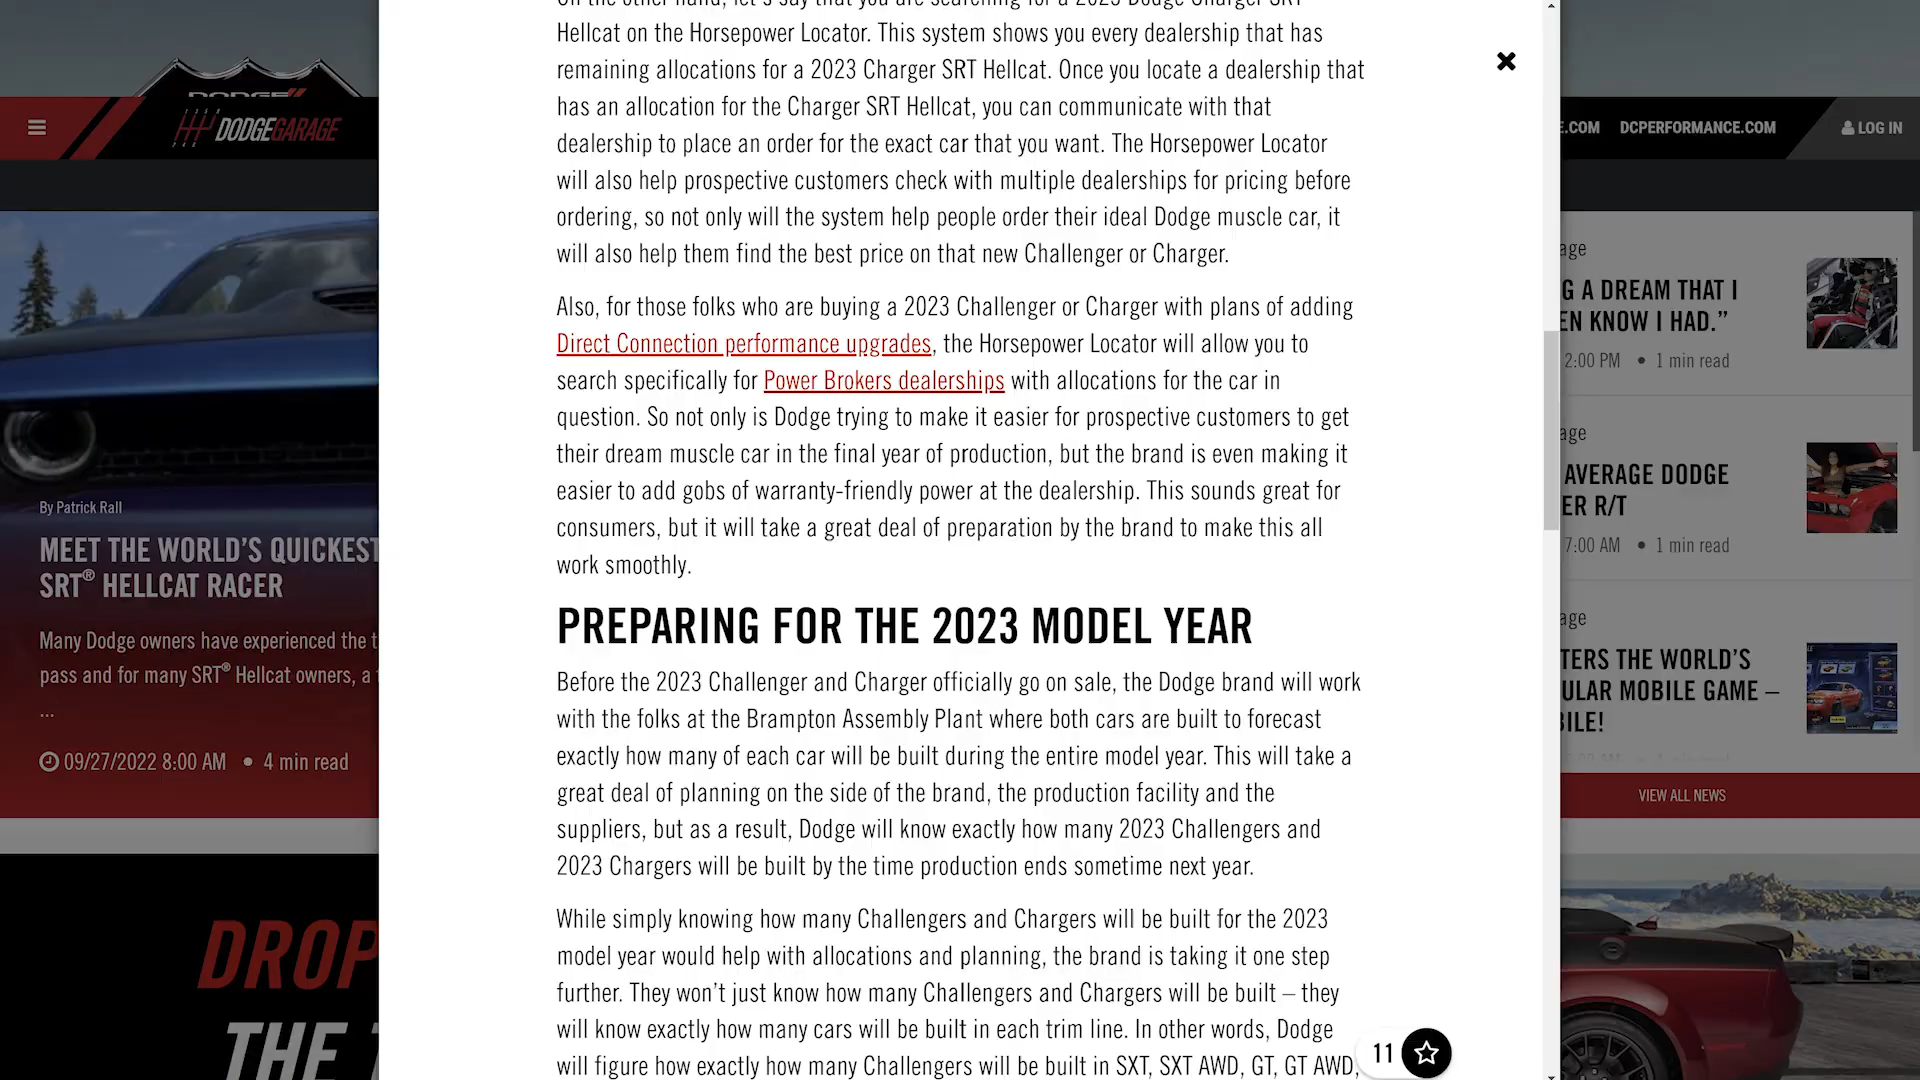 On the other hand, let's say that you are searching for a 2023 Dodge Charger SRT
Hellcat on the Horsepower Locator. This system shows you every dealership that has
remaining allocations for a 2023 Charger SRT Hellcat. Once you locate a dealership that
has an allocation for the Charger SRT Hellcat, you can communicate with that
dealership to place an order for the exact car that you want. The Horsepower Locator
will also help prospective customers check with multiple dealerships for pricing before
ordering, so not only will the system help people order their ideal Dodge muscle car, it
will also help them find the best price on that new Challenger or Charger.
Also, for those folks who are buying a 2023 Challenger or Charger with plans of adding
Direct Connection performance upgrades, the Horsepower Locator will allow you to
search specifically for Power Brokers dealerships with allocations for the car in
question. So not only is Dodge trying to make it easier for prospective customers to get
their dream muscle car in the final year of production, but the brand is even making it
easier to add gobs of warranty-friendly power at the dealership. This sounds great for
consumers, but it will take a great deal of preparation by the brand to make this all
work smoothly.
PREPARING FOR THE 2023 MODEL YEAR
Before the 2023 Challenger and Charger officially go on sale, the Dodge brand will work
with the folks at the Brampton Assembly Plant where both cars are built to forecast
exactly how many of each car will be built during the entire model year. This will take a
great deal of planning on the side of the brand, the production facility and the
suppliers, but as a result, Dodge will know exactly how many 2023 Challengers and
2023 Chargers will be built by the time production ends sometime next year.
While simply knowing how many Challengers and Chargers will be built for the 2023
model year would help with allocations and planning, the brand is taking it one step
further. They won't just know how many Challengers and Chargers will be built – they
will know exactly how many cars will be built in each trim line. In other words, Dodge
will figure how exactly how many Challengers will be built in SXT, SXT AWD, GT, GT AWD,
11
DODGE
DODGEGARAGE
By Patrick Rall
MEET THE WORLD'S QUICKEST
SRT® HELLCAT RACER
Many Dodge owners have experienced the t
pass and for many SRT® Hellcat owners, a
...
09/27/2022 8:00 AM • 4 min read
DROP
THE
E.COM DCPERFORMANCE.COM LOG IN
age
G A DREAM THAT I
EN KNOW I HAD."
2:00 PM • 1 min read
age
AVERAGE DODGE
ER R/T
7:00 AM • 1 min read
age
TERS THE WORLD'S
ULAR MOBILE GAME –
BILE!
VIEW ALL NEWS